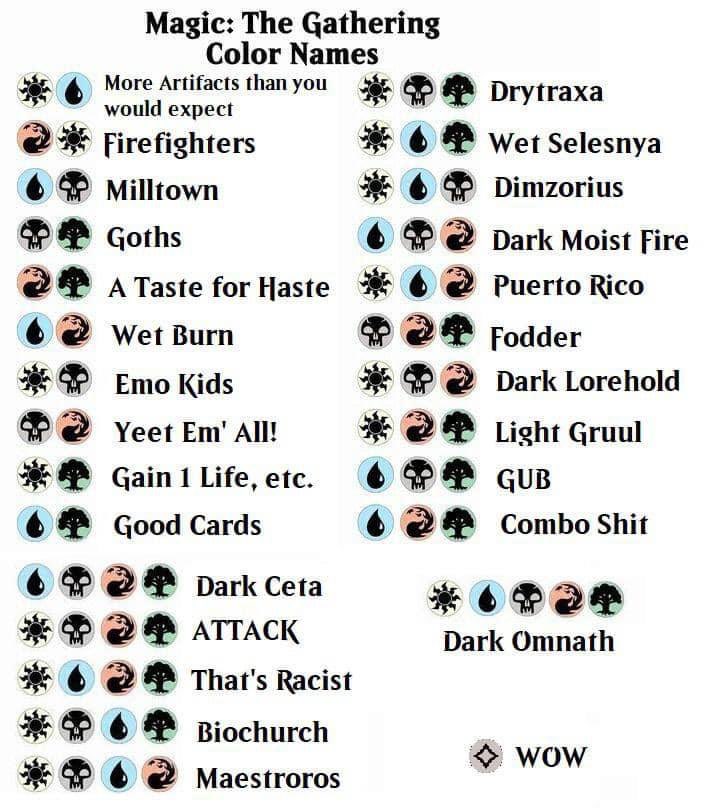 Magic: The Gathering
Color Names
More Artifacts than you
would expect
Firefighters
Milltown
Goths
A Taste for Haste
Wet Burn
Emo Kids
Yeet Em' All!
Gain 1 Life, etc.
Good Cards
Drytraxa
Wet Selesnya
Dimzorius
Dark Moist Fire
Puerto Rico
Fodder
Dark Lorehold
Light Gruul
GUB
Combo Shit
Dark Ceta
ATTACK
That's Racist
Biochurch
Maestroros
Dark Omnath
WOW